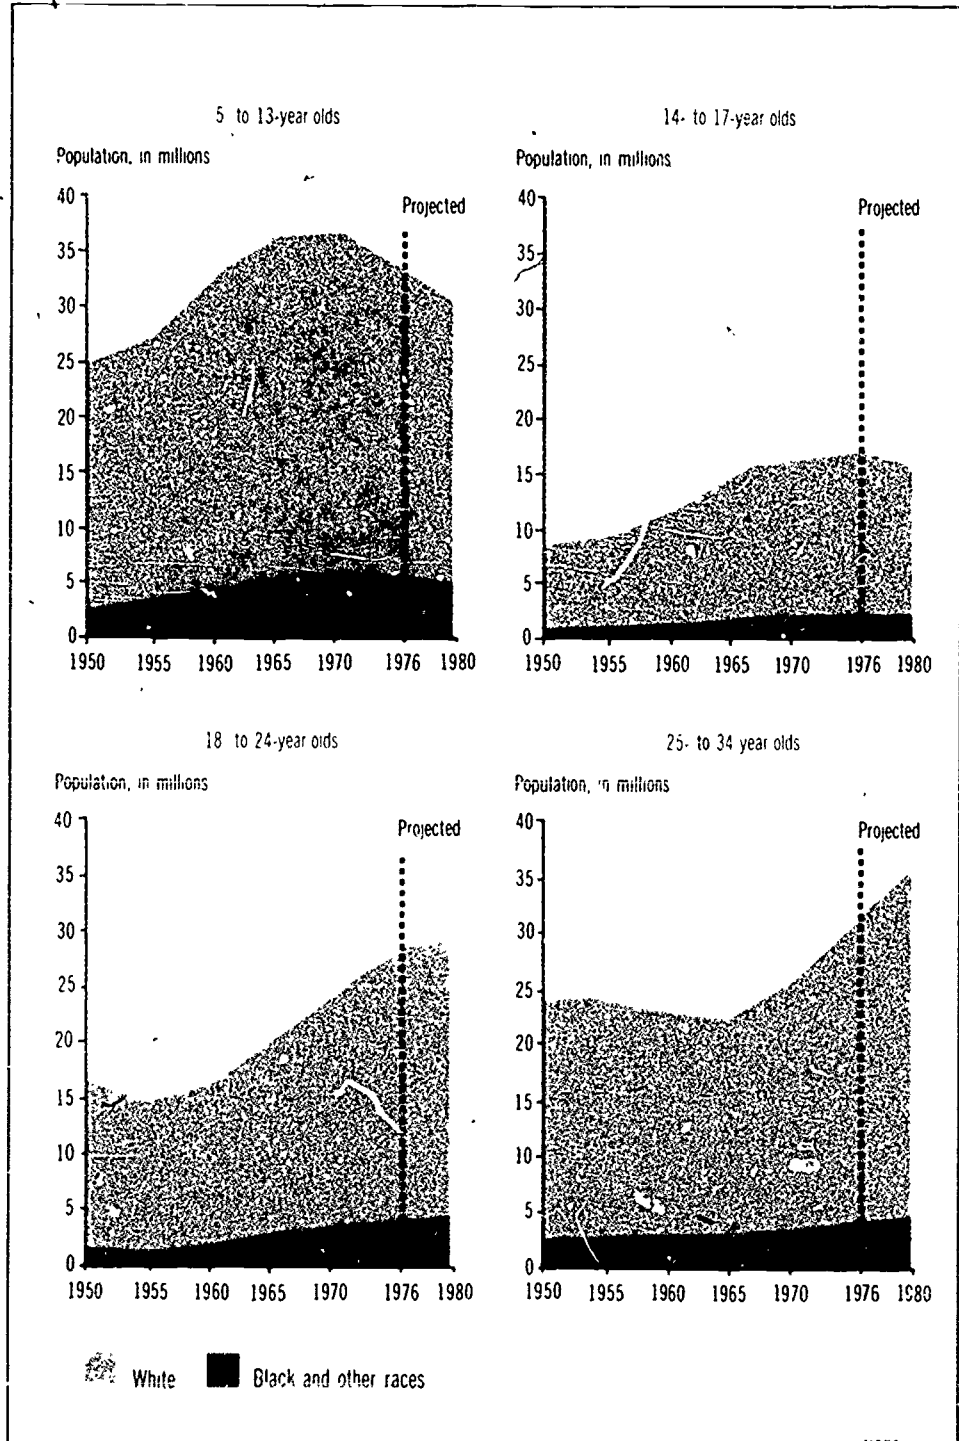 5 to 13-year olds
Population, in millions
Projected
40
35
30
25
20
15
10
5
0
1950 1955 1960 1965 1970 1976 1980
14- to 17-year olds
Population, in millions
Projected
40
35
30
25
20
15
10
5
0
1950 1955 1960 1965 1970 1976 1980
18 to 24-year olds
Population, in millions
Projected
40
35
30
25
20
15
10
5
0
1950 1955 1960 1965 1970 1976 1980
25- to 34 year olds
Population, in millions
Projected
40
35
30
25
20
15
10
5
0
1950 1955 1960 1965 1970 1976 1980
White Black and other races